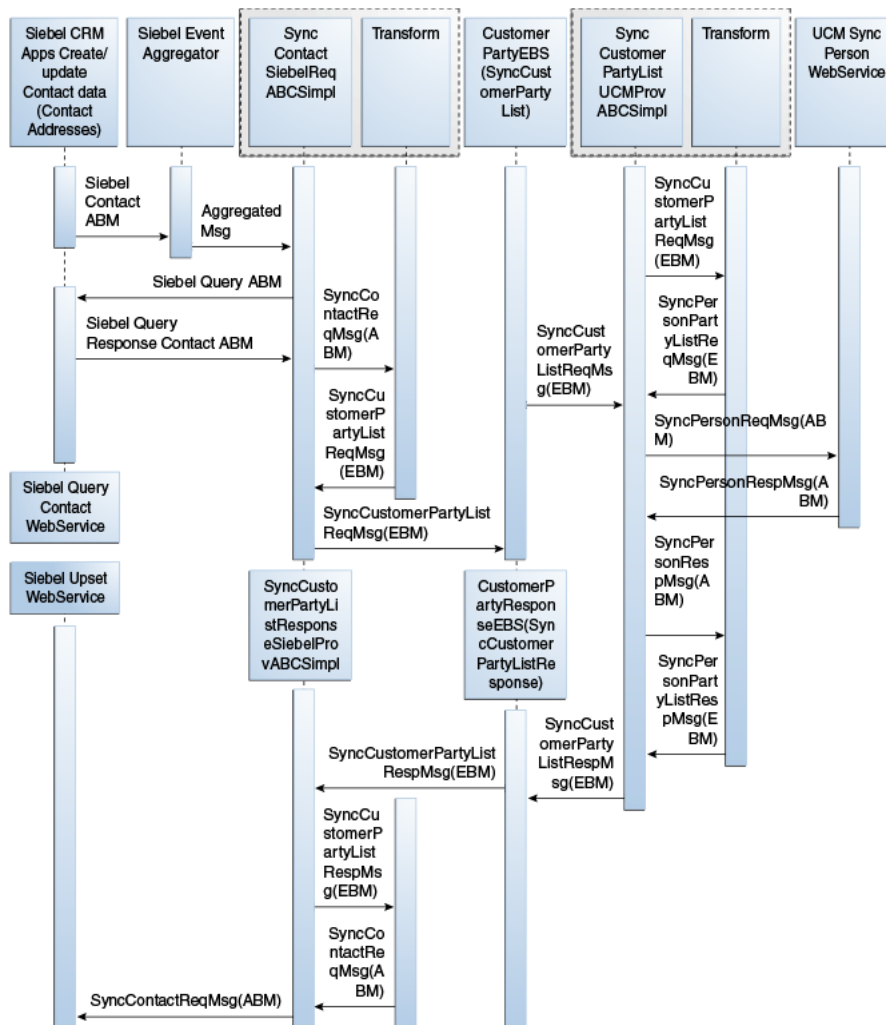 Siebel CRM
Apps Create/
update
Contact data
(Contact
Addresses)
Siebel Event
Aggregator
Sync
Contact
SiebelReq
ABCSimpl
Transform
Customer
PartyEBS
(SyncCust
omerParty
List)
Sync
Customer
PartyList
UCMProv
ABCSimpl
Transform
UCM Sync
Person
WebService
Siebel
Contact
ABM
Aggregated
Msg
SyncCu
stomerP
artyList
ReqMsg
(EBM)
Siebel Query ABM
SyncCo
ntactRe
qMsg(A
BM)
Siebel Query
Response Contact ABM
SyncPers
onPart
yListRe
qMsg(E
BM)
SyncCust
omerParty
ListReqMs
g(EBM)
SyncCu
stomerP
artyList
ReqMsg
(EBM)
SyncPersonReqMsg(AB
M)
SyncPersonRespMsg(A
BM)
Siebel Query
Contact
WebService
SyncCustomerPartyList
ReqMsg(EBM)
SyncPer
sonRes
pMsg(A
BM)
Siebel Upset
WebService
SyncCusto
merPartyLi
stRespons
eSiebelPro
vABCSimpl
CustomerP
artyRespon
seEBS(Syn
cCustomer
PartyListRe
sponse)
SyncPer
sonPart
yListRes
pMsg(E
BM)
SyncCust
omerParty
ListRespM
sg(EBM)
SyncCustomerPartyList
RespMsg(EBM)
SyncCu
stomerP
artyList
RespMs
g(EBM)
SyncCo
ntactRe
qMsg(A
BM)
SyncContactReqMsg(ABM)